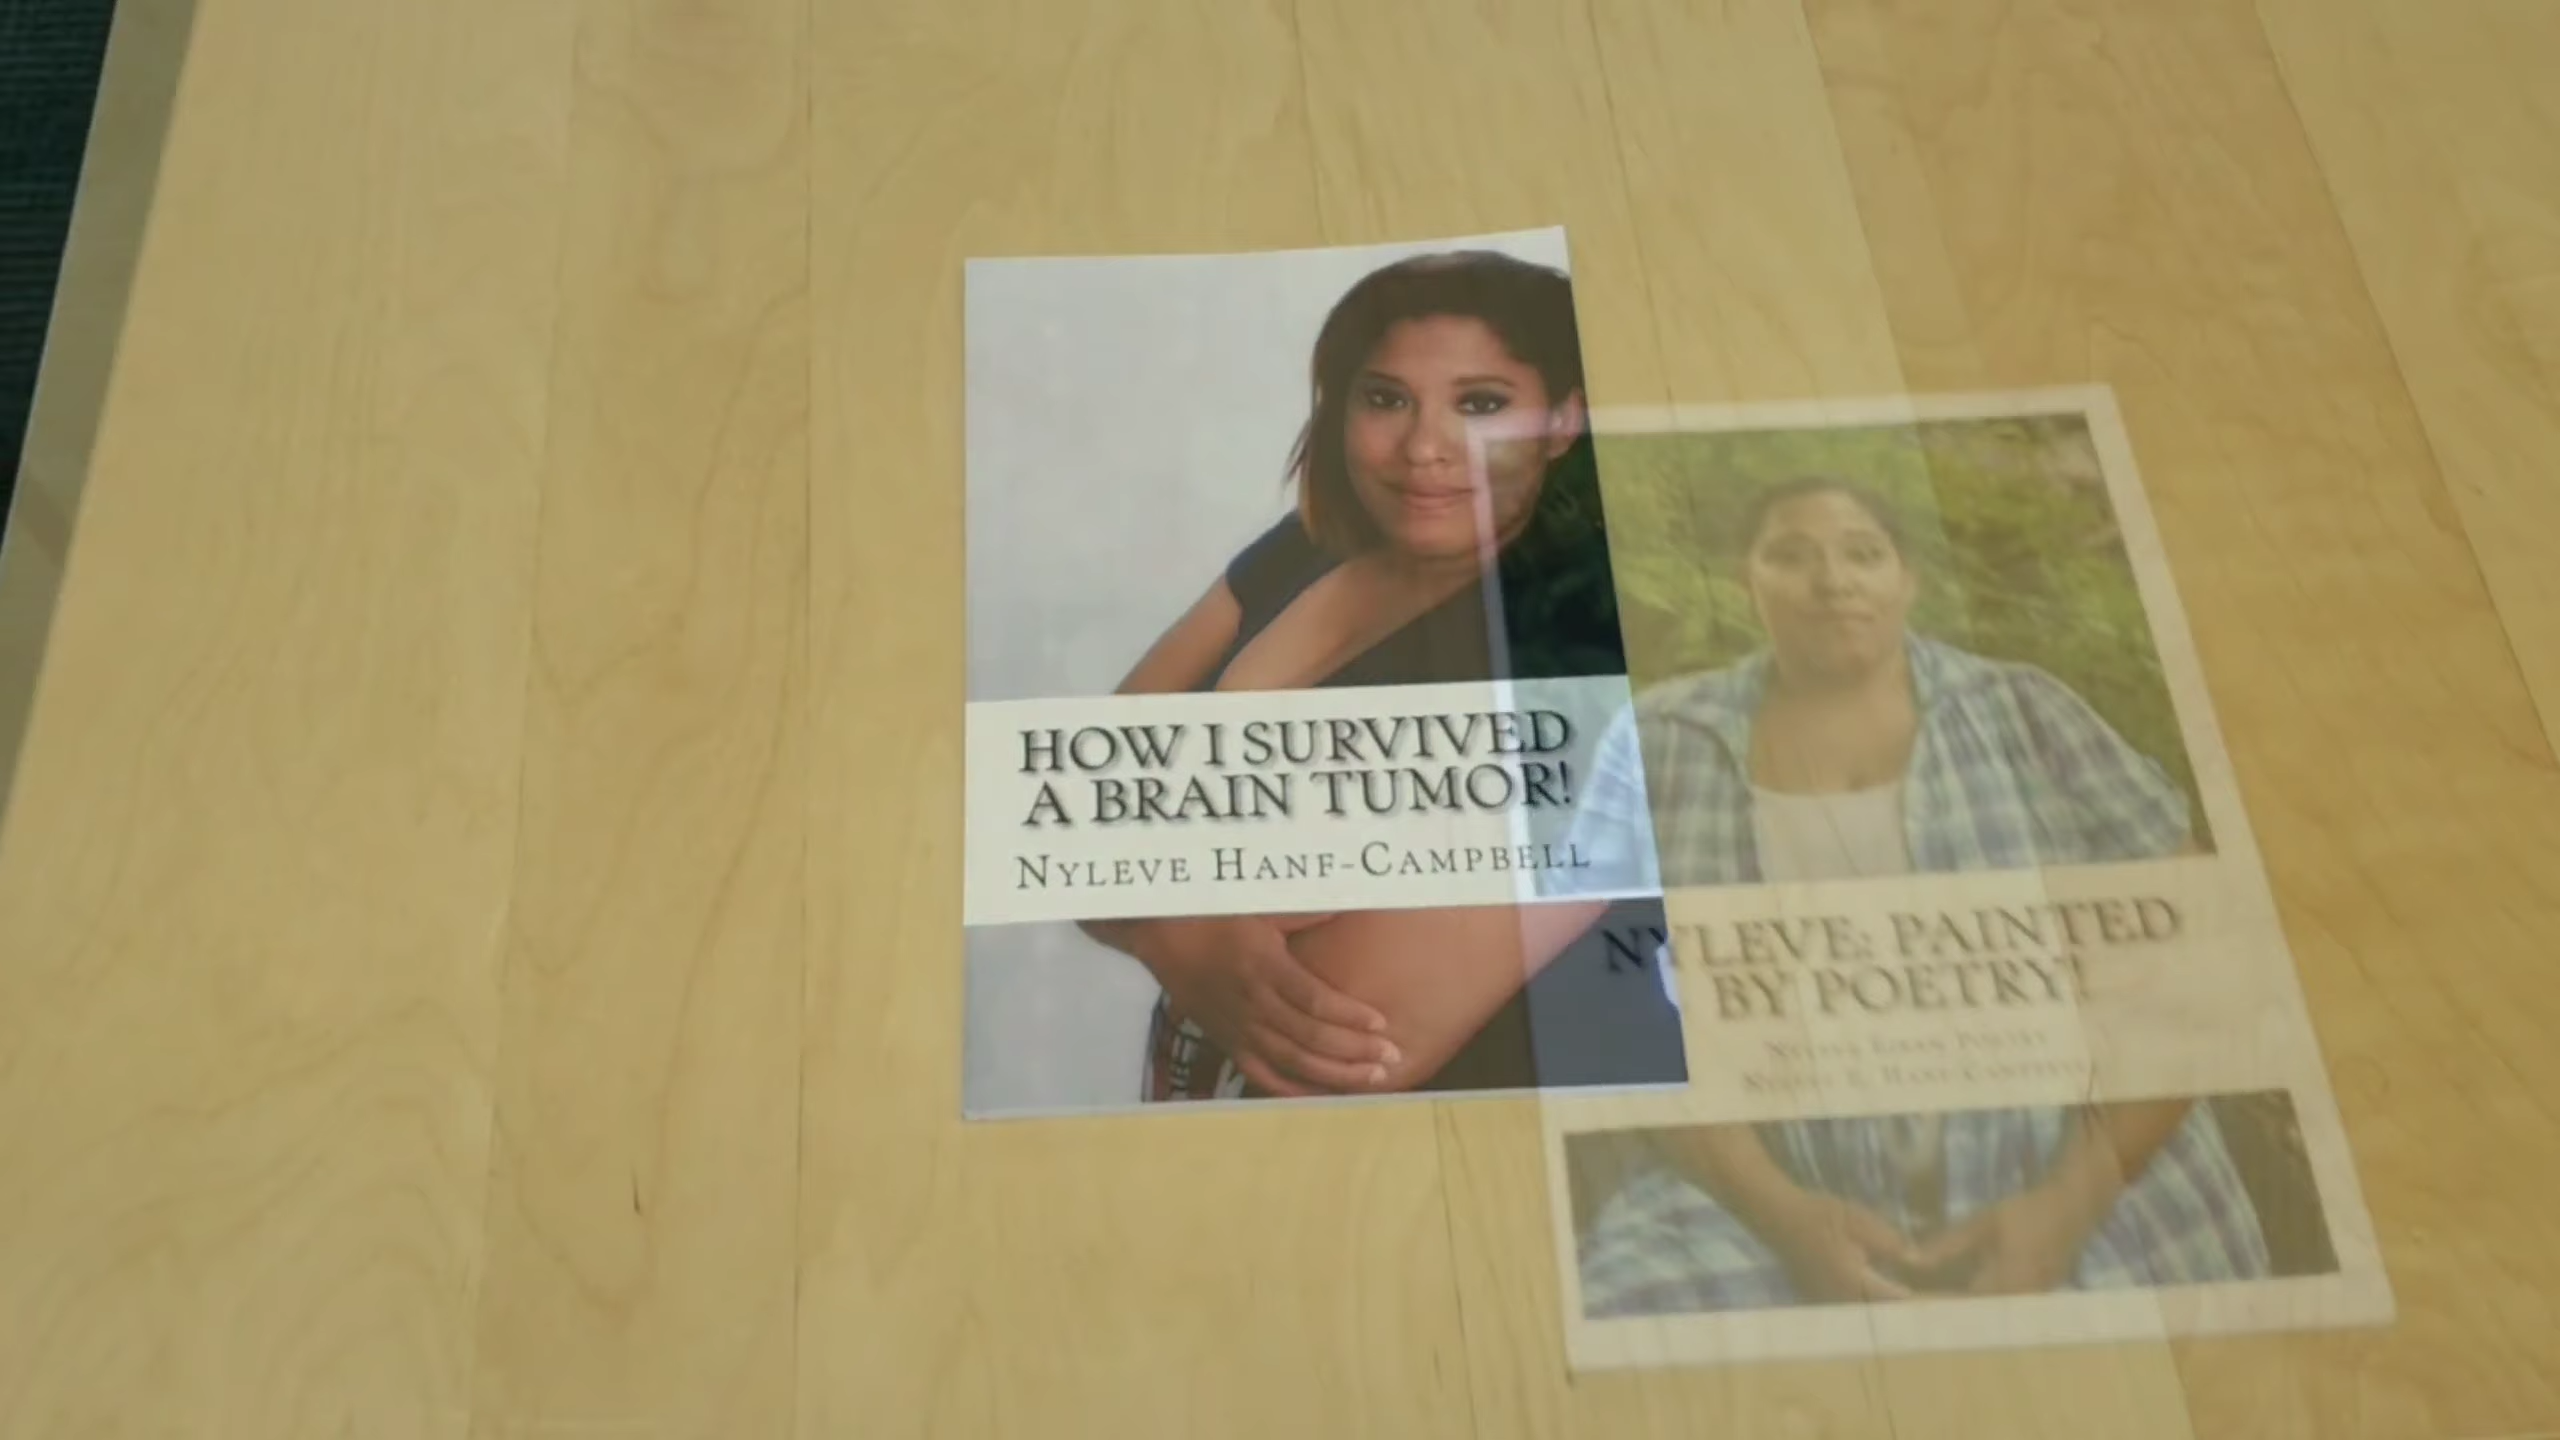 HOW I SURVIVED
A BRAIN TUMOR!
NYLEVE HANF-CAMPBELL
NYLEVE: PAINTED
BY POETRY!